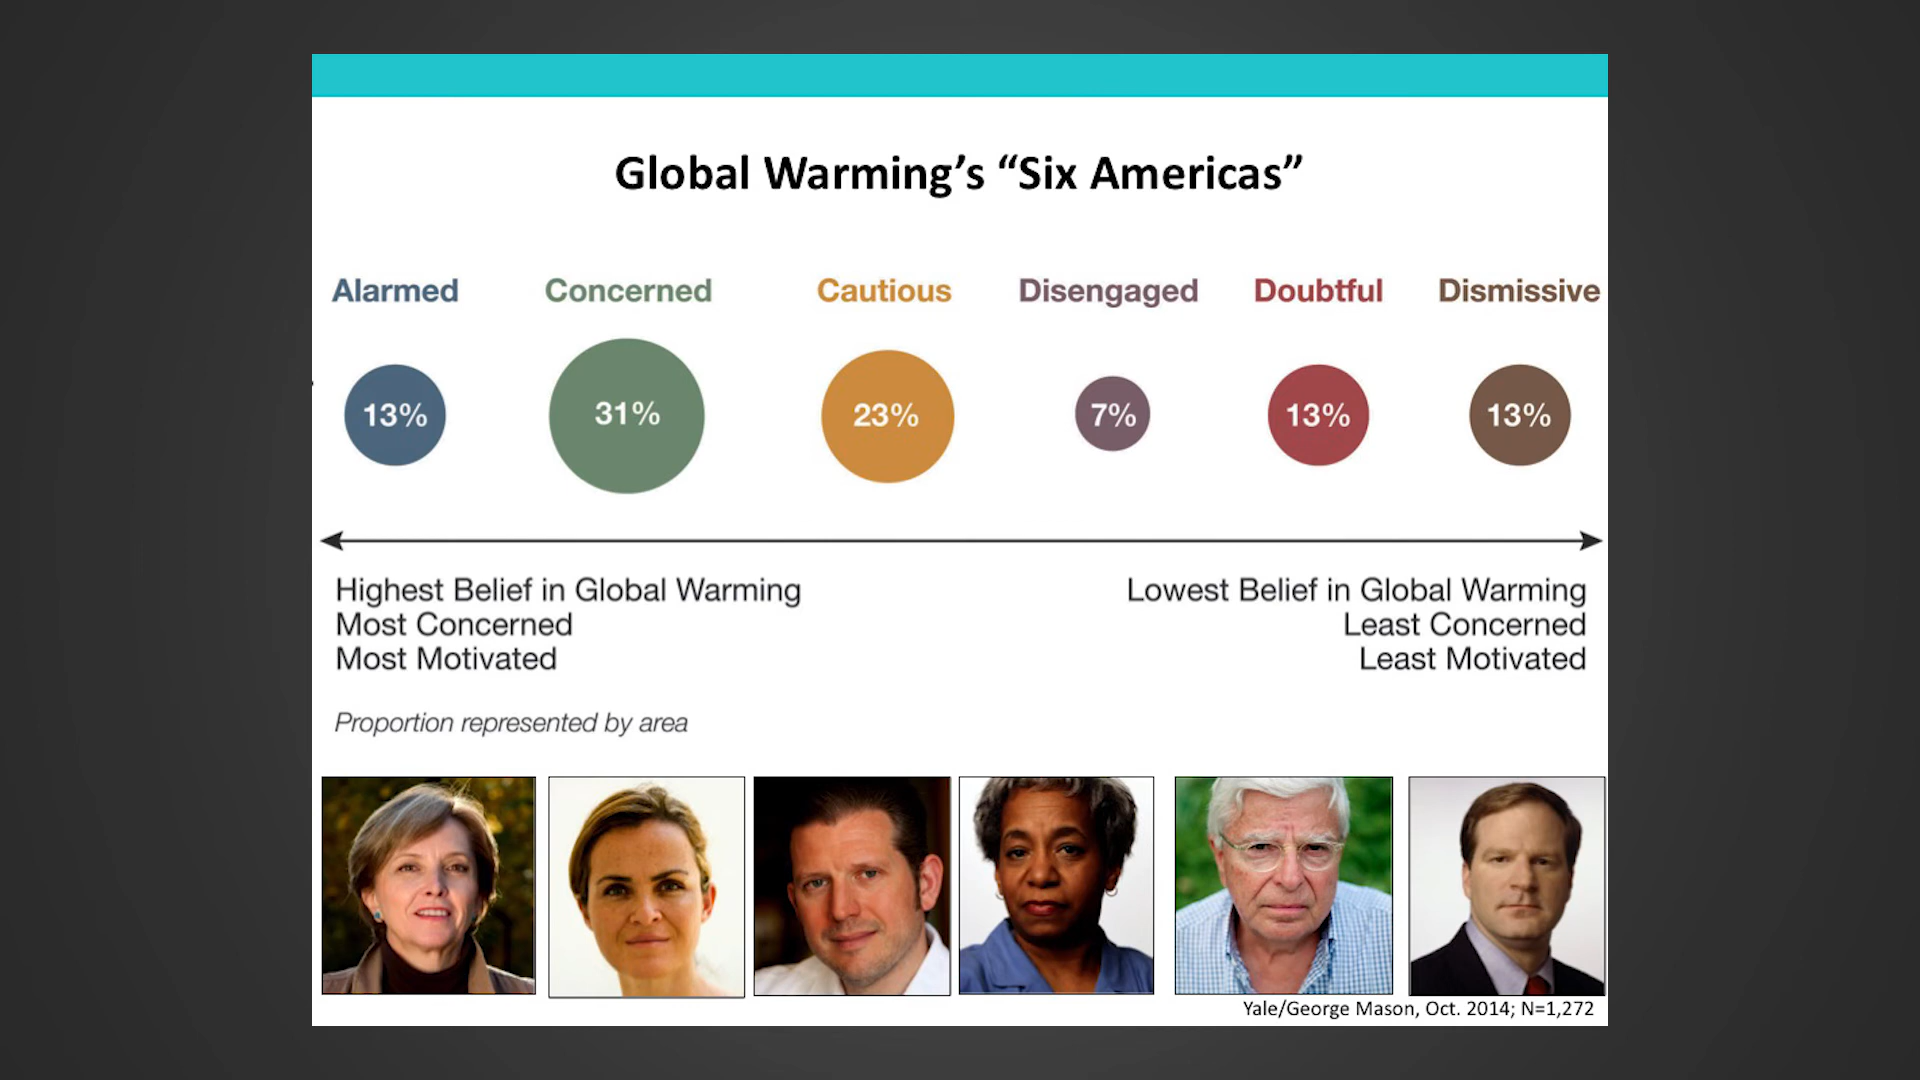 Global Warming’s “Six Americas”
Alarmed Concerned Cautious Disengaged Doubtful Dismissive
13% 31% 23% 7% 13% 13%
Highest Belief in Global Warming
Most Concerned
Most Motivated
Lowest Belief in Global Warming
Least Concerned
Least Motivated
Proportion represented by area
Yale/George Mason, Oct. 2014; N=1,272